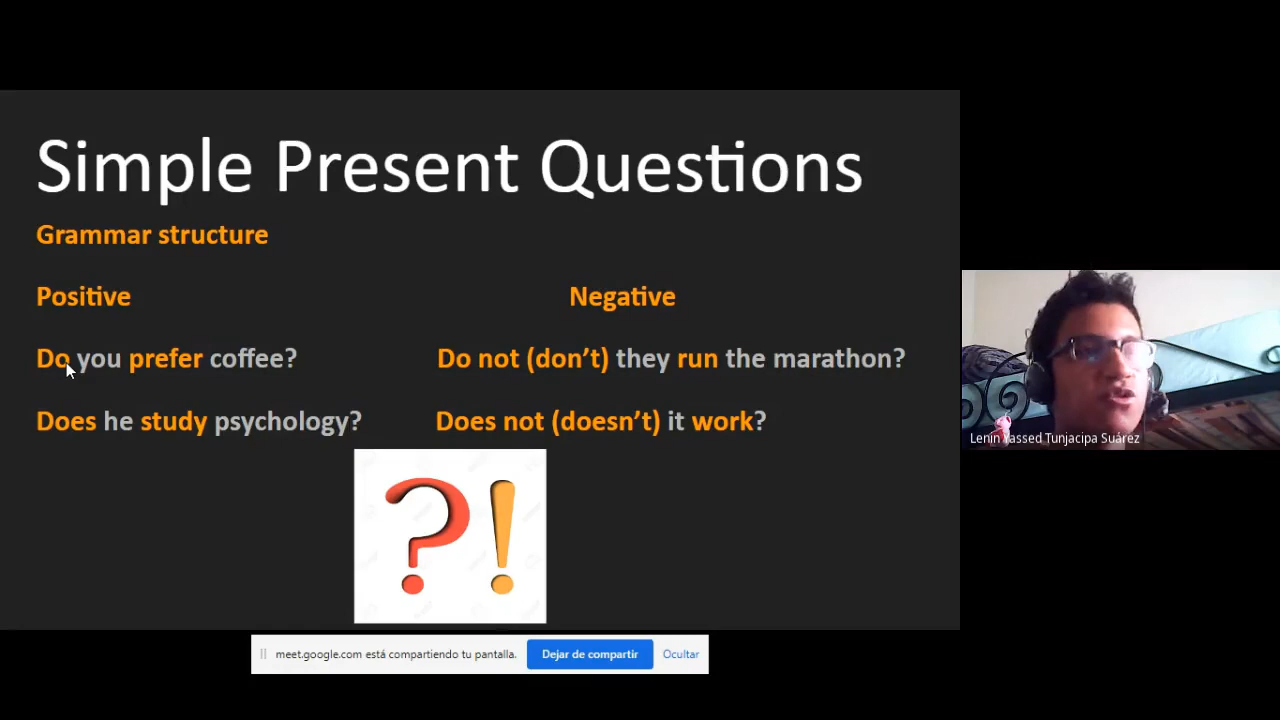 Simple Present Questions
Grammar structure
Positive
Negative
Do you prefer coffee?
Do not (don't) they run the marathon?
Does he study psychology?
Does not (doesn't) it work?
?!
Lenin Yassed Tunjacipa Suárez
meet.google.com está compartiendo tu pantalla.
Dejar de compartir
Ocultar